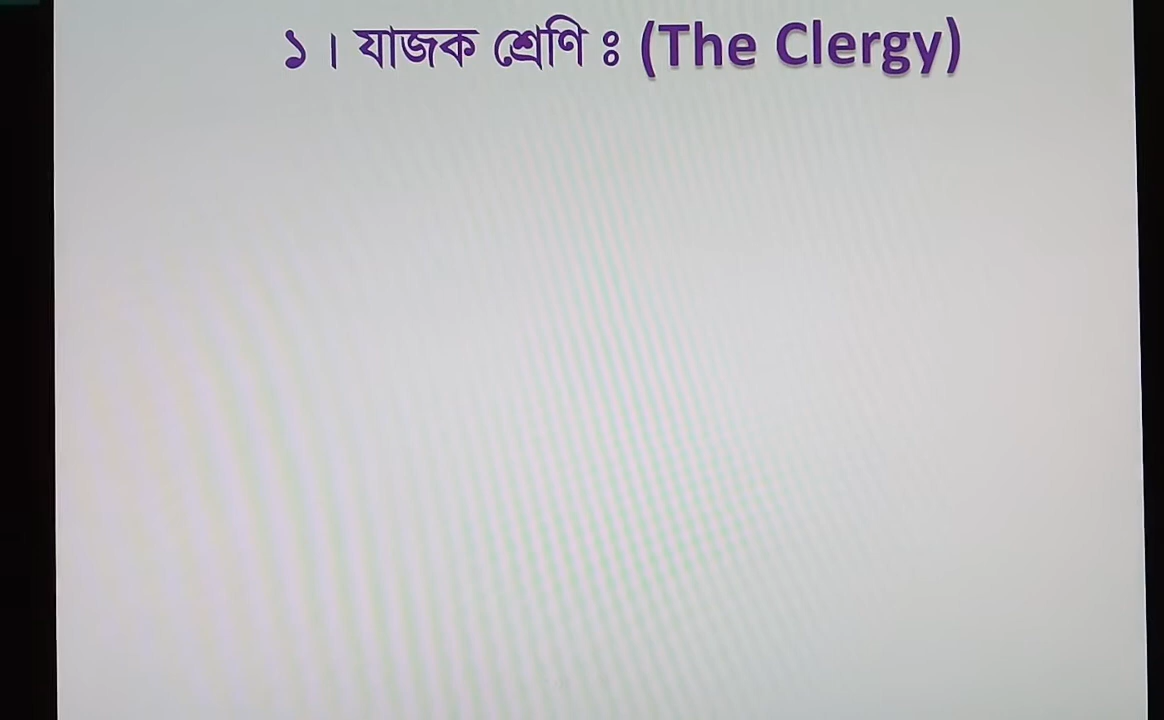 ১। যাজক শ্রেণি ঃ (The Clergy)